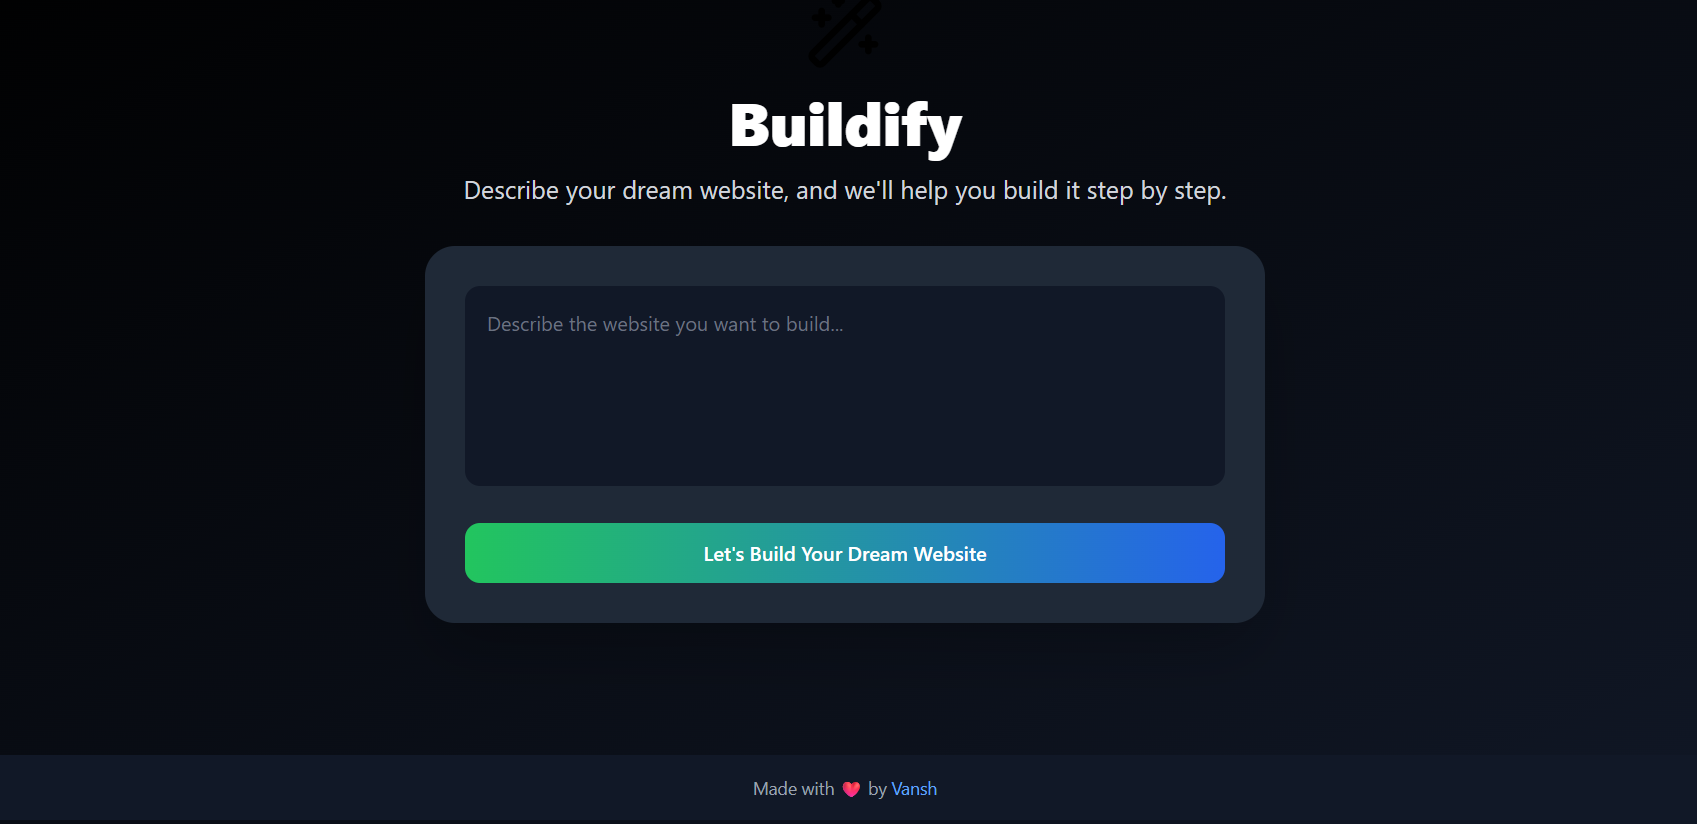 Buildify
Describe your dream website, and we'll help you build it step by step.
Describe the website you want to build...
Let's Build Your Dream Website
Made with ❤️ by Vansh